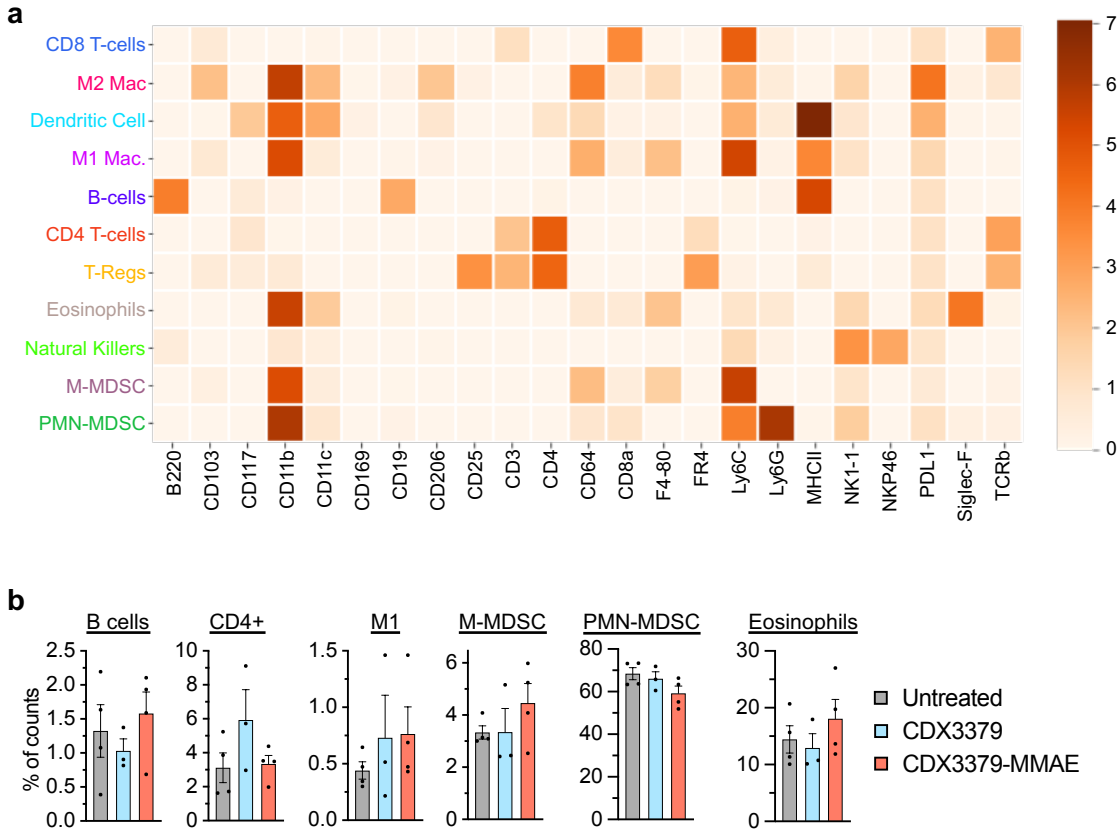 a
CD8 T-cells
M2 Mac
Dendritic Cell
M1 Mac.
B-cells
CD4 T-cells
T-Regs
Eosinophils
Natural Killers
M-MDSC
PMN-MDSC
B220 CD103 CD117 CD11b CD11c CD169 CD19 CD206 CD25 CD3 CD4 CD64 CD8a F4-80 FR4 Ly6C Ly6G MHCII NK1-1 NKP46 PDL1 Siglec-F TCRb
7
6
5
4
3
2
1
0
b
B cells CD4+ M1 M-MDSC PMN-MDSC Eosinophils
% of counts
2.5
2.0
1.5
1.0
0.5
0.0
10
8
6
4
2
0
1.5
1.0
0.5
0.0
6
4
2
0
80
60
40
20
0
30
20
10
0
Untreated
CDX3379
CDX3379-MMAE